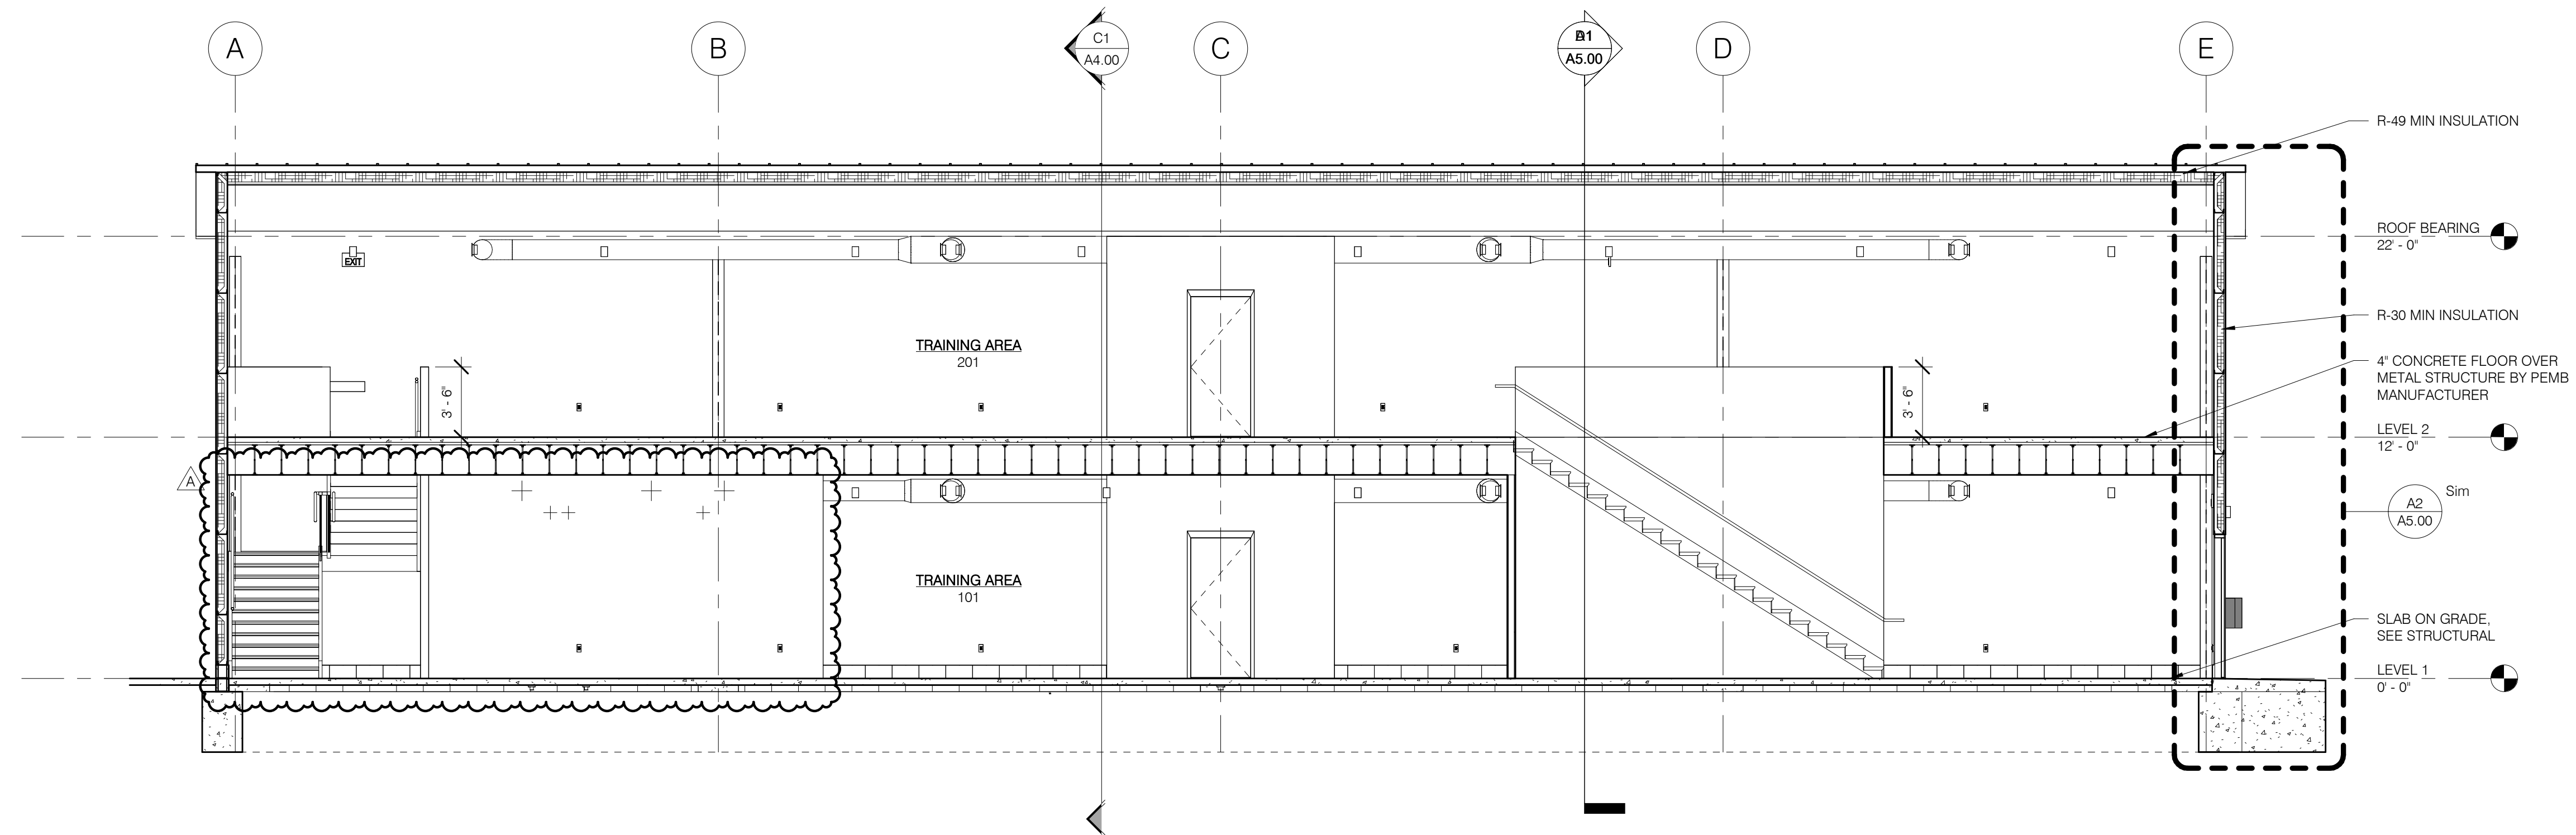 A
B
C1
A4.00
C
A5.00
D
E
R-49 MIN INSULATION
ROOF BEARING
22' - 0"
EXIT
R-30 MIN INSULATION
TRAINING AREA
201
4" CONCRETE FLOOR OVER
METAL STRUCTURE BY PEMB
MANUFACTURER
3' - 6"
3' - 6"
LEVEL 2
12' - 0"
A
Sim
A2
A5.00
TRAINING AREA
101
SLAB ON GRADE,
SEE STRUCTURAL
LEVEL 1
0' - 0"